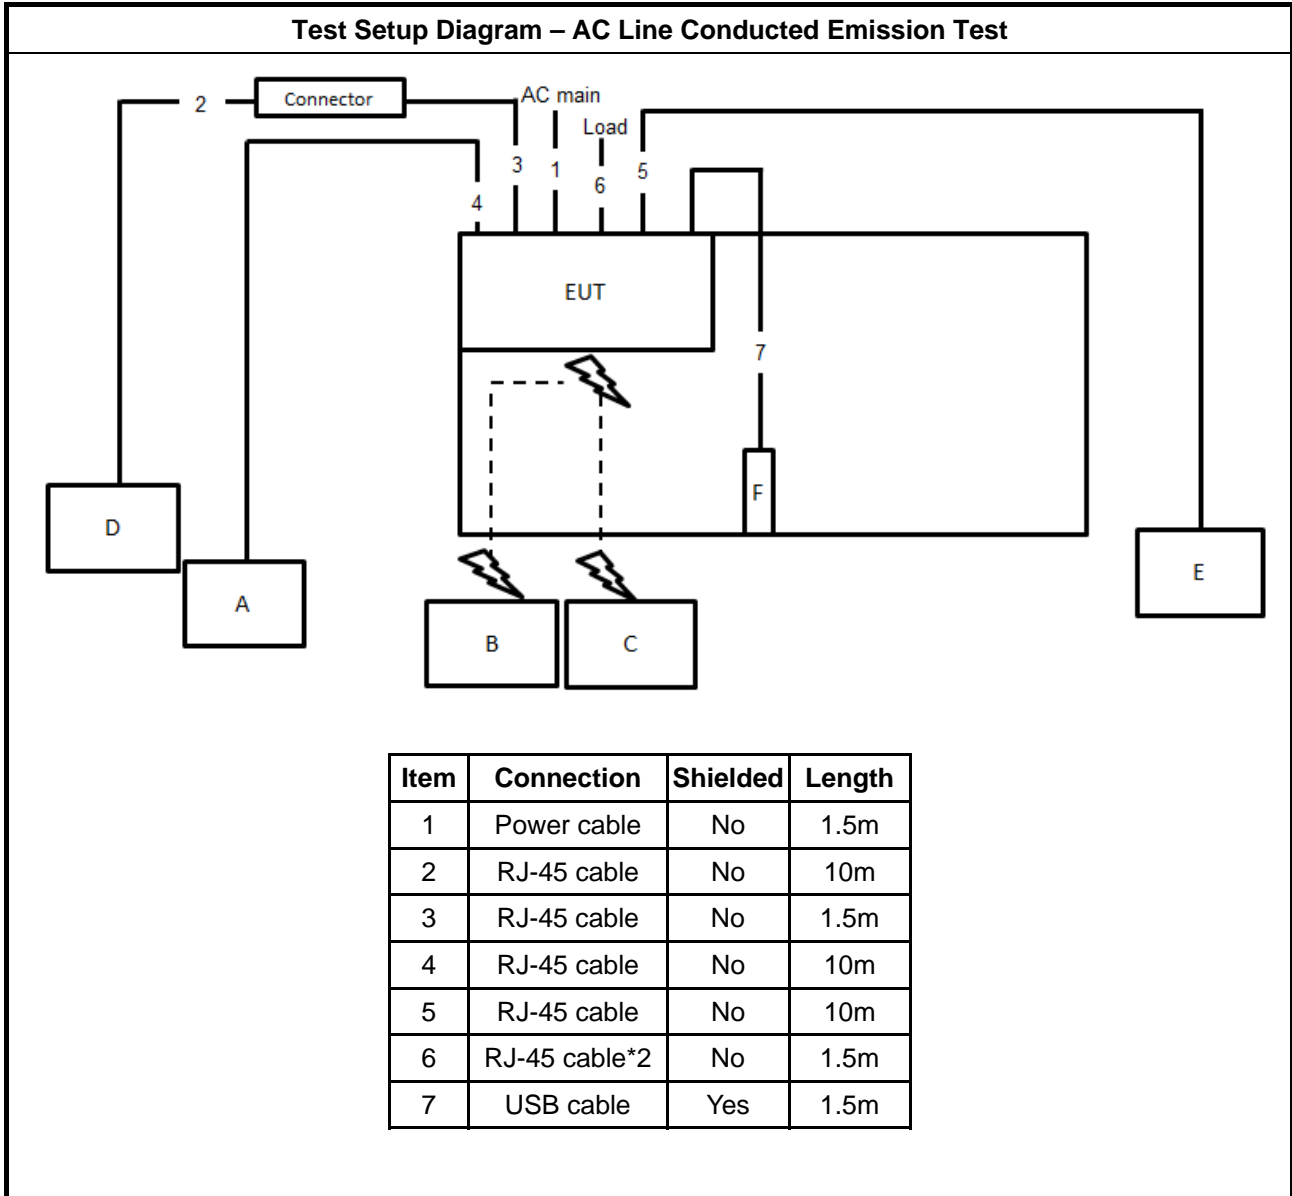 Test Setup Diagram – AC Line Conducted Emission Test
2 Connector AC main
Load
3 1 6 5
4
EUT
7
F
D
E
A
B C
Item Connection Shielded Length
1 Power cable No 1.5m
2 RJ-45 cable No 10m
3 RJ-45 cable No 1.5m
4 RJ-45 cable No 10m
5 RJ-45 cable No 10m
6 RJ-45 cable*2 No 1.5m
7 USB cable Yes 1.5m